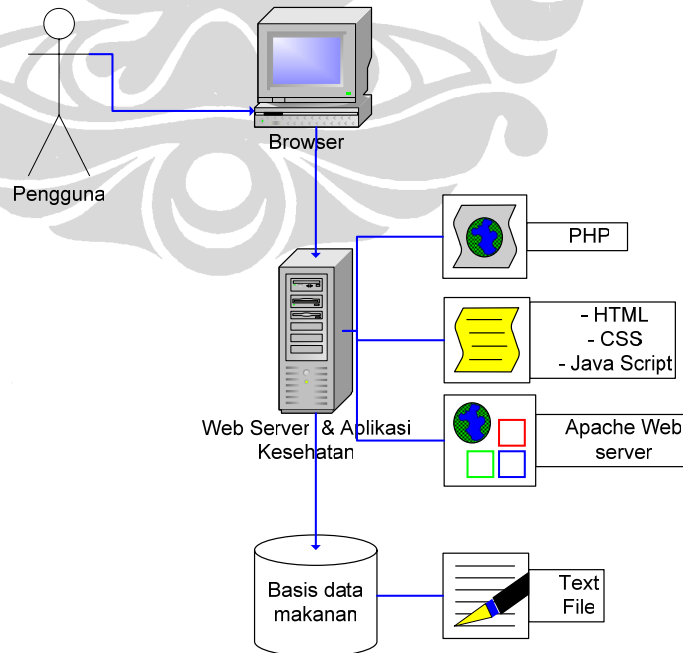 Browser
Pengguna
PHP
- HTML
- CSS
- Java Script
Web Server & Aplikasi
Kesehatan
Apache Web
server
Basis data
makanan
Text
File